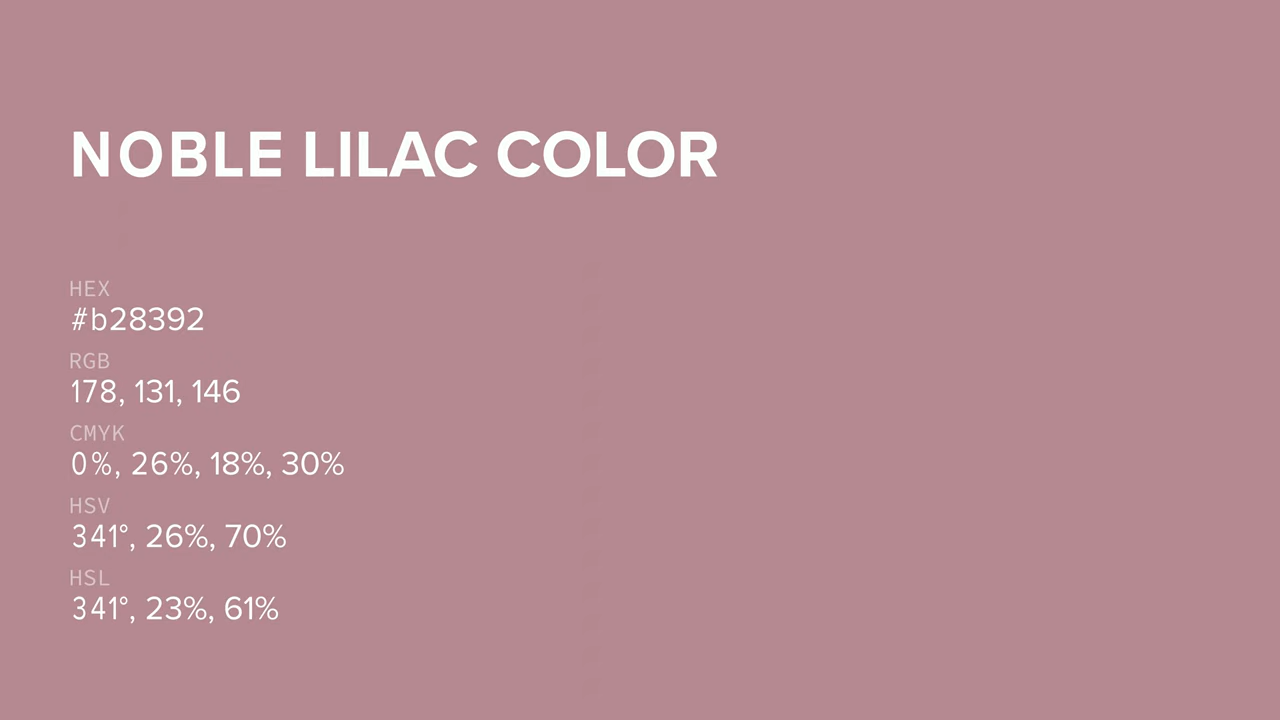 NOBLE LILAC COLOR
HEX
#b28392
RGB
178, 131, 146
CMYK
0%, 26%, 18%, 30%
HSV
341°, 26%, 70%
HSL
341°, 23%, 61%